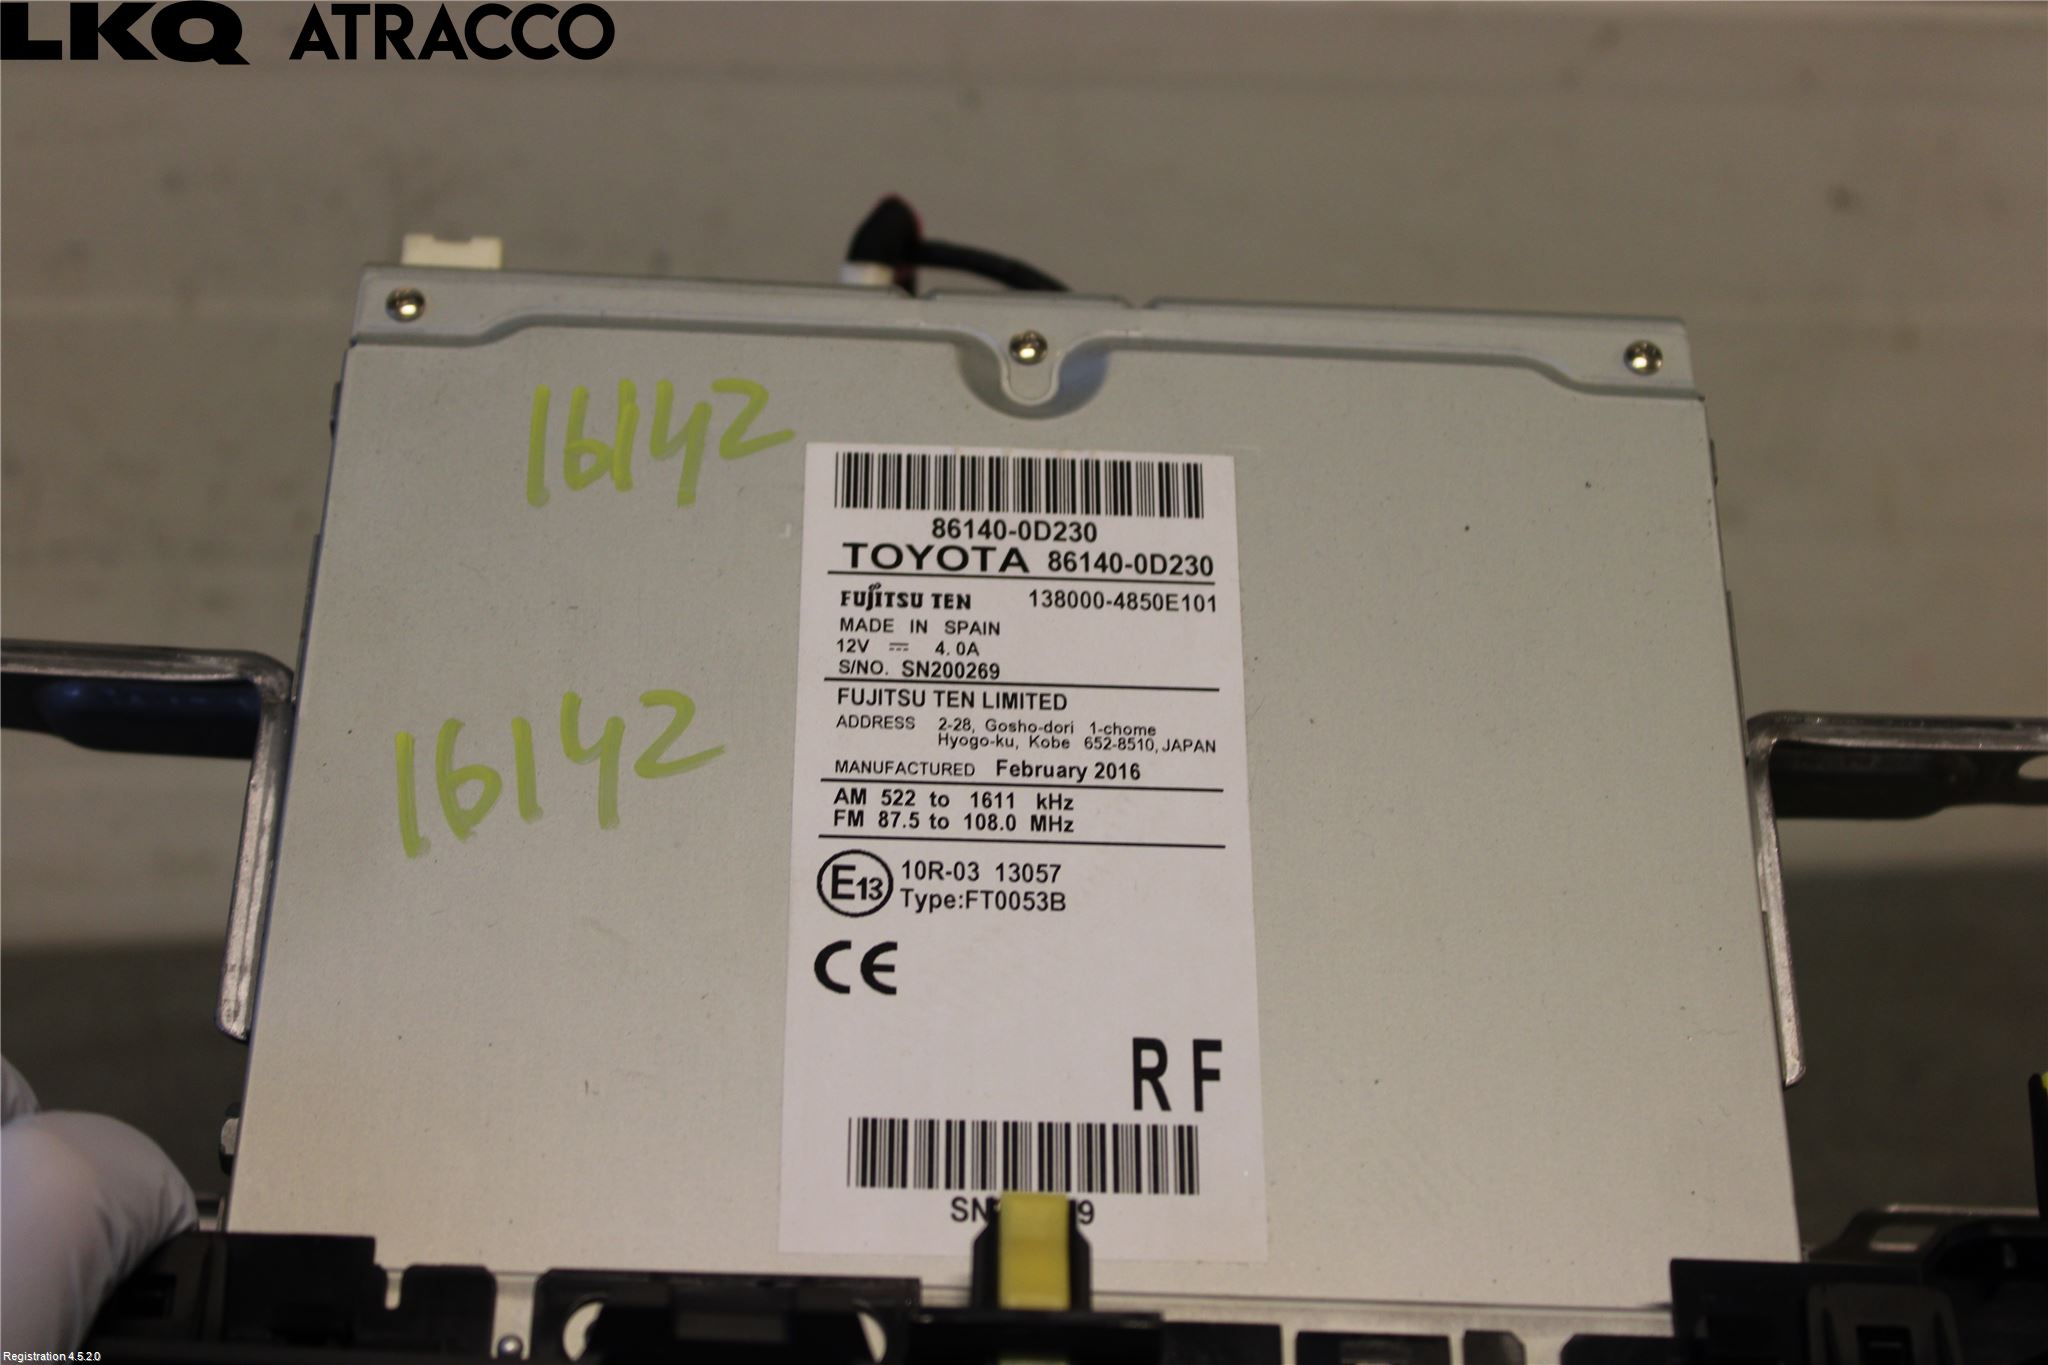 LKQ ATRACCO
16142
86140-0D230
TOYOTA 86140-0D230
FUJITSU TEN 138000-4850E101
MADE IN SPAIN
12V ⎓ 4.0A
S/NO. SN200269
FUJITSU TEN LIMITED
ADDRESS 2-28, Gosho-dori 1-chome
Hyogo-ku, Kobe 652-8510, JAPAN
16142
MANUFACTURED February 2016
AM 522 to 1611 kHz
FM 87.5 to 108.0 MHz
E13 10R-03 13057
Type:FT0053B
CE
RF
Registration 4.5.2.0